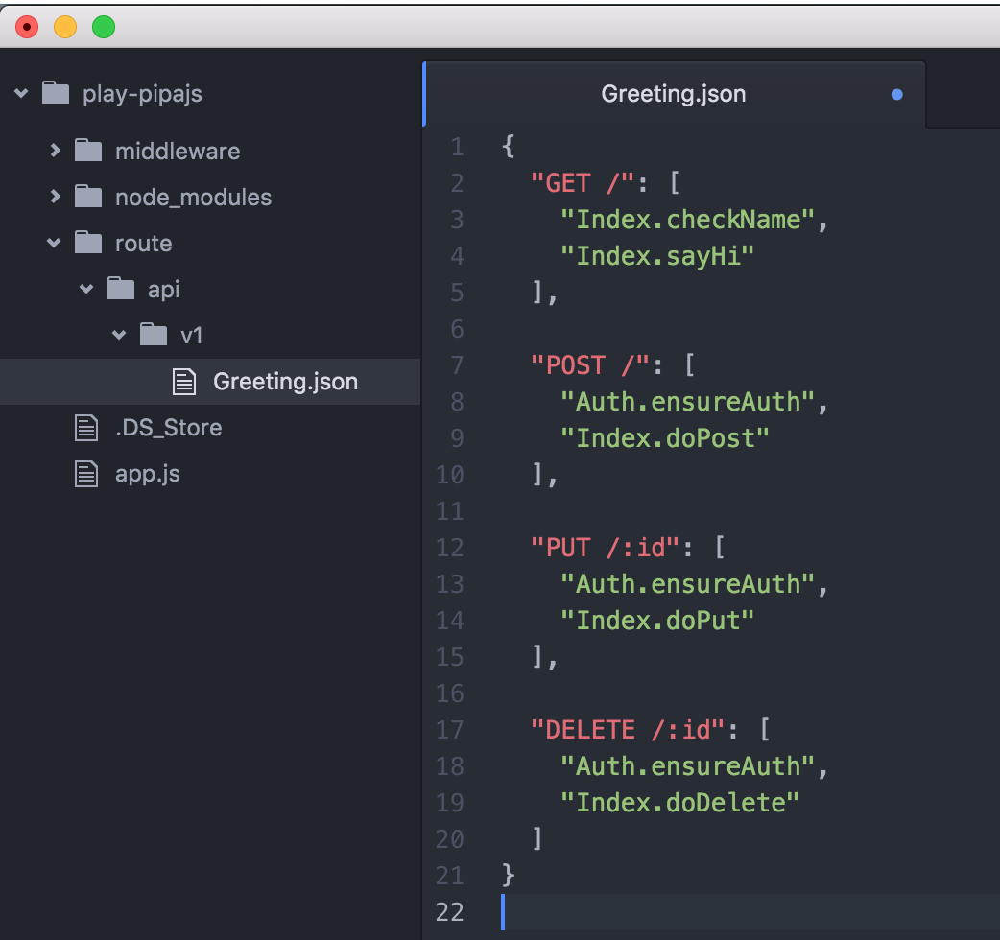 play-pipajs
middleware
node_modules
route
api
v1
Greeting.json
.DS_Store
app.js
Greeting.json
1 {
2   "GET /": [
3     "Index.checkName",
4     "Index.sayHi"
5   ],
6
7   "POST /": [
8     "Auth.ensureAuth",
9     "Index.doPost"
10   ],
11
12   "PUT /:id": [
13     "Auth.ensureAuth",
14     "Index.doPut"
15   ],
16
17   "DELETE /:id": [
18     "Auth.ensureAuth",
19     "Index.doDelete"
20   ]
21 }
22